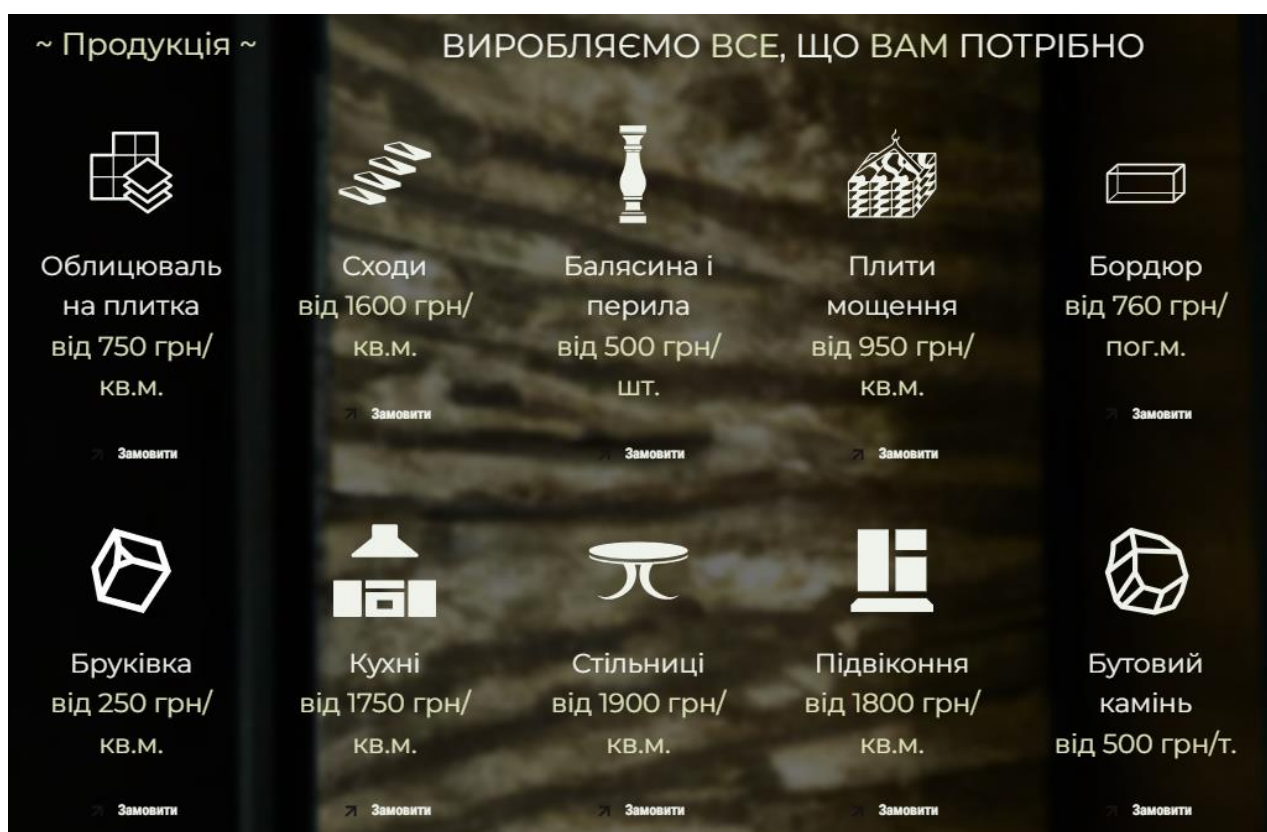 ~ Продукція ~
ВИРОБЛЯЄМО ВСЕ, ЩО ВАМ ПОТРІБНО
Облицюваль
на плитка
від 750 грн/
кв.м.
Замовити
Сходи
від 1600 грн/
кв.м.
Замовити
Балясина і
перила
від 500 грн/
шт.
Замовити
Плити
мощення
від 950 грн/
кв.м.
Замовити
Бордюр
від 760 грн/
пог.м.
Замовити
Бруківка
від 250 грн/
кв.м.
Замовити
Кухні
від 1750 грн/
кв.м.
Замовити
Стільниці
від 1900 грн/
кв.м.
Замовити
Підвіконня
від 1800 грн/
кв.м.
Замовити
Бутовий
камінь
від 500 грн/т.
Замовити